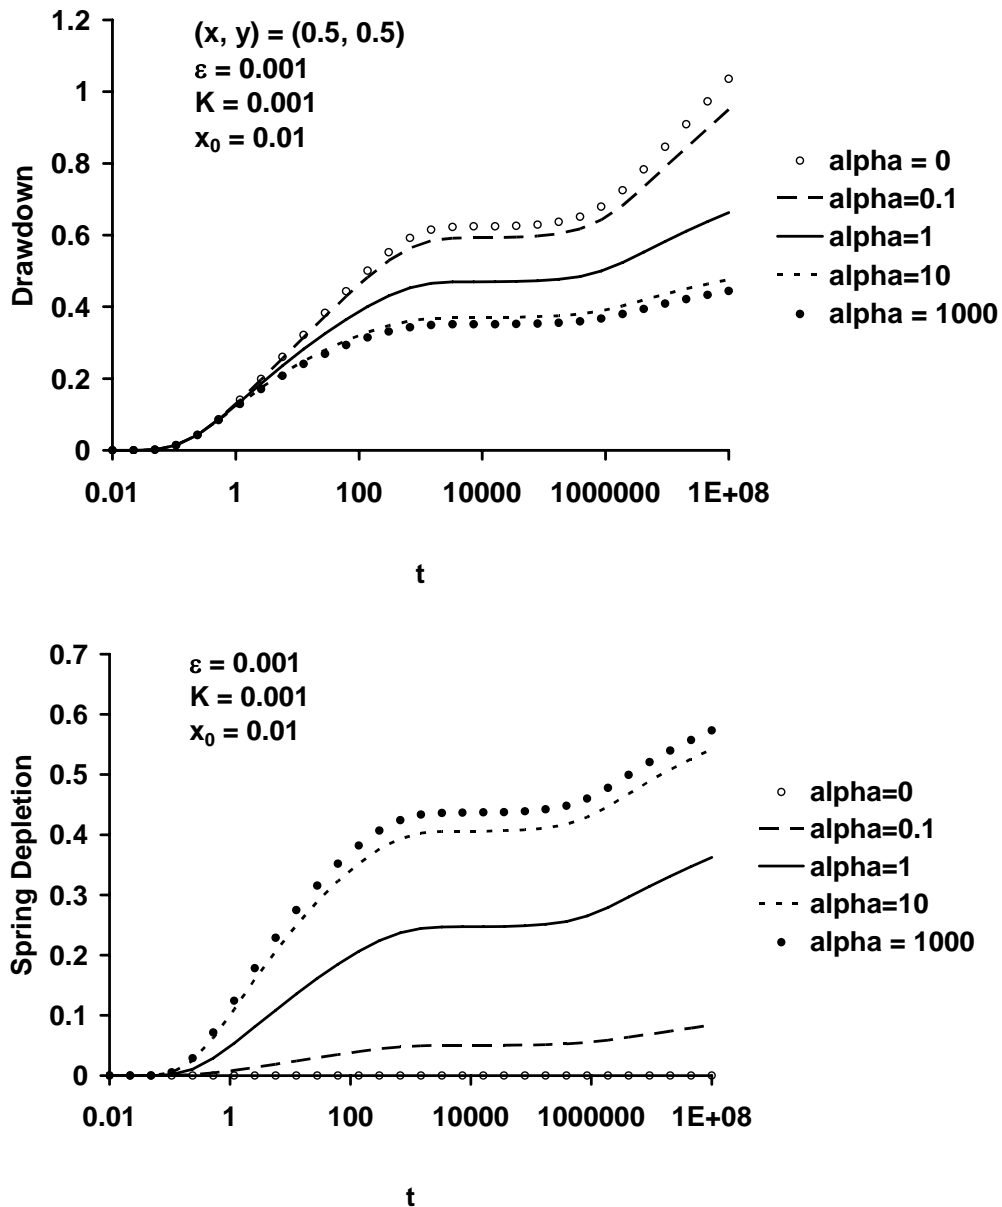 (x, y) = (0.5, 0.5)
ε = 0.001
K = 0.001
x₀ = 0.01
Drawdown
1.2
1
0.8
0.6
0.4
0.2
0
0.01 1 100 10000 1000000 1E+08
t
alpha = 0
alpha=0.1
alpha=1
alpha=10
alpha = 1000
ε = 0.001
K = 0.001
x₀ = 0.01
Spring Depletion
0.7
0.6
0.5
0.4
0.3
0.2
0.1
0
0.01 1 100 10000 1000000 1E+08
t
alpha=0
alpha=0.1
alpha=1
alpha=10
alpha = 1000